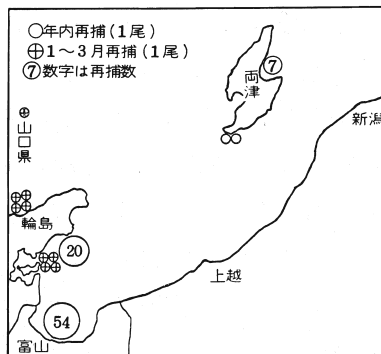 ○年内再捕(1尾)
⊕1～3月再捕(1尾)
⑦数字は再捕数
7
両津
新潟
⊕山口県
輪島
20
上越
54
富山